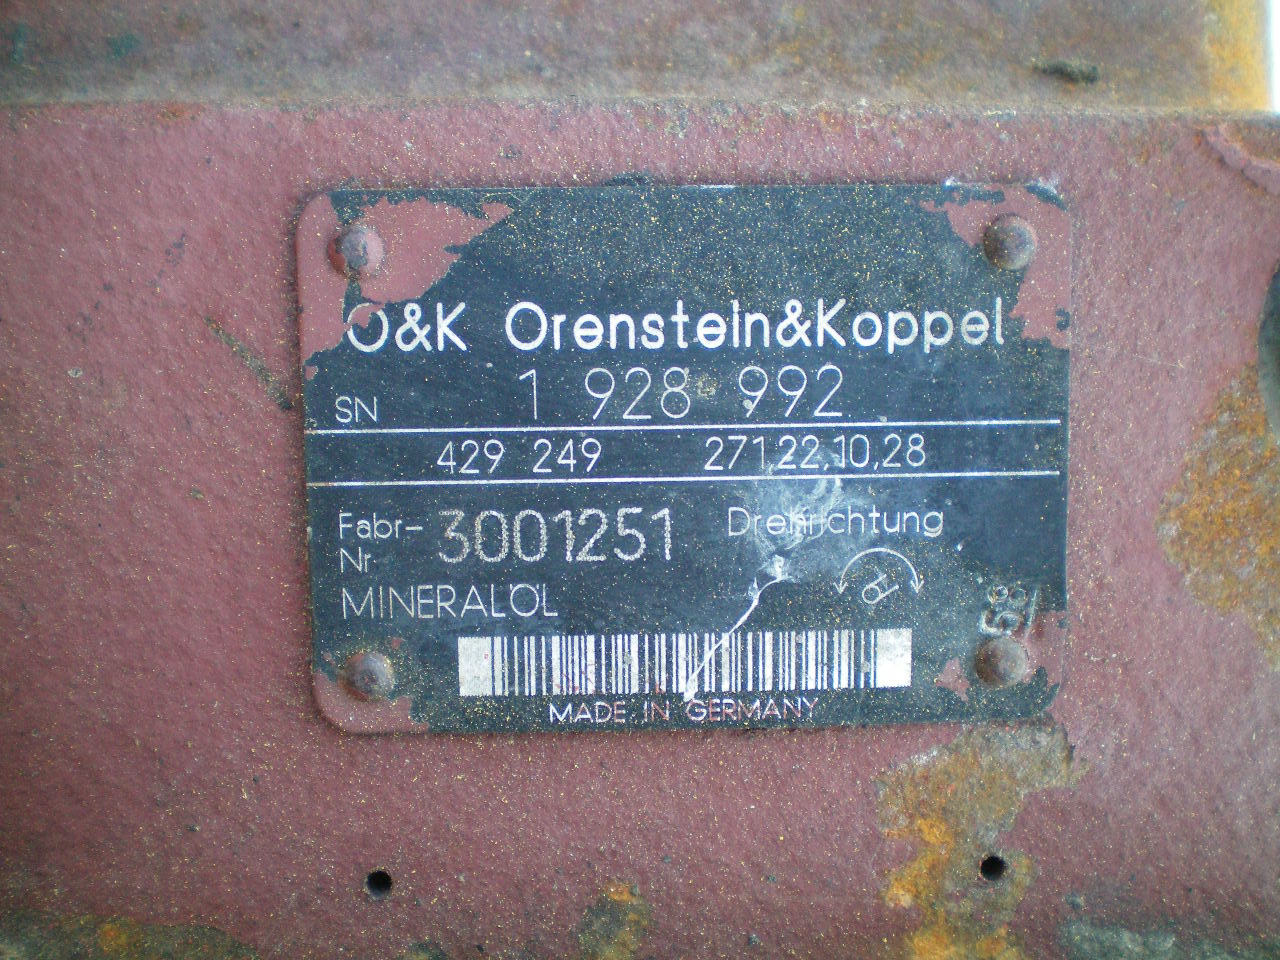 O&K Orenstein&Koppel
SN 1 928 992
429 249 271.22.10.28
Fabr-Nr 3001251 Drehrichtung
MINERALÖL
MADE IN GERMANY